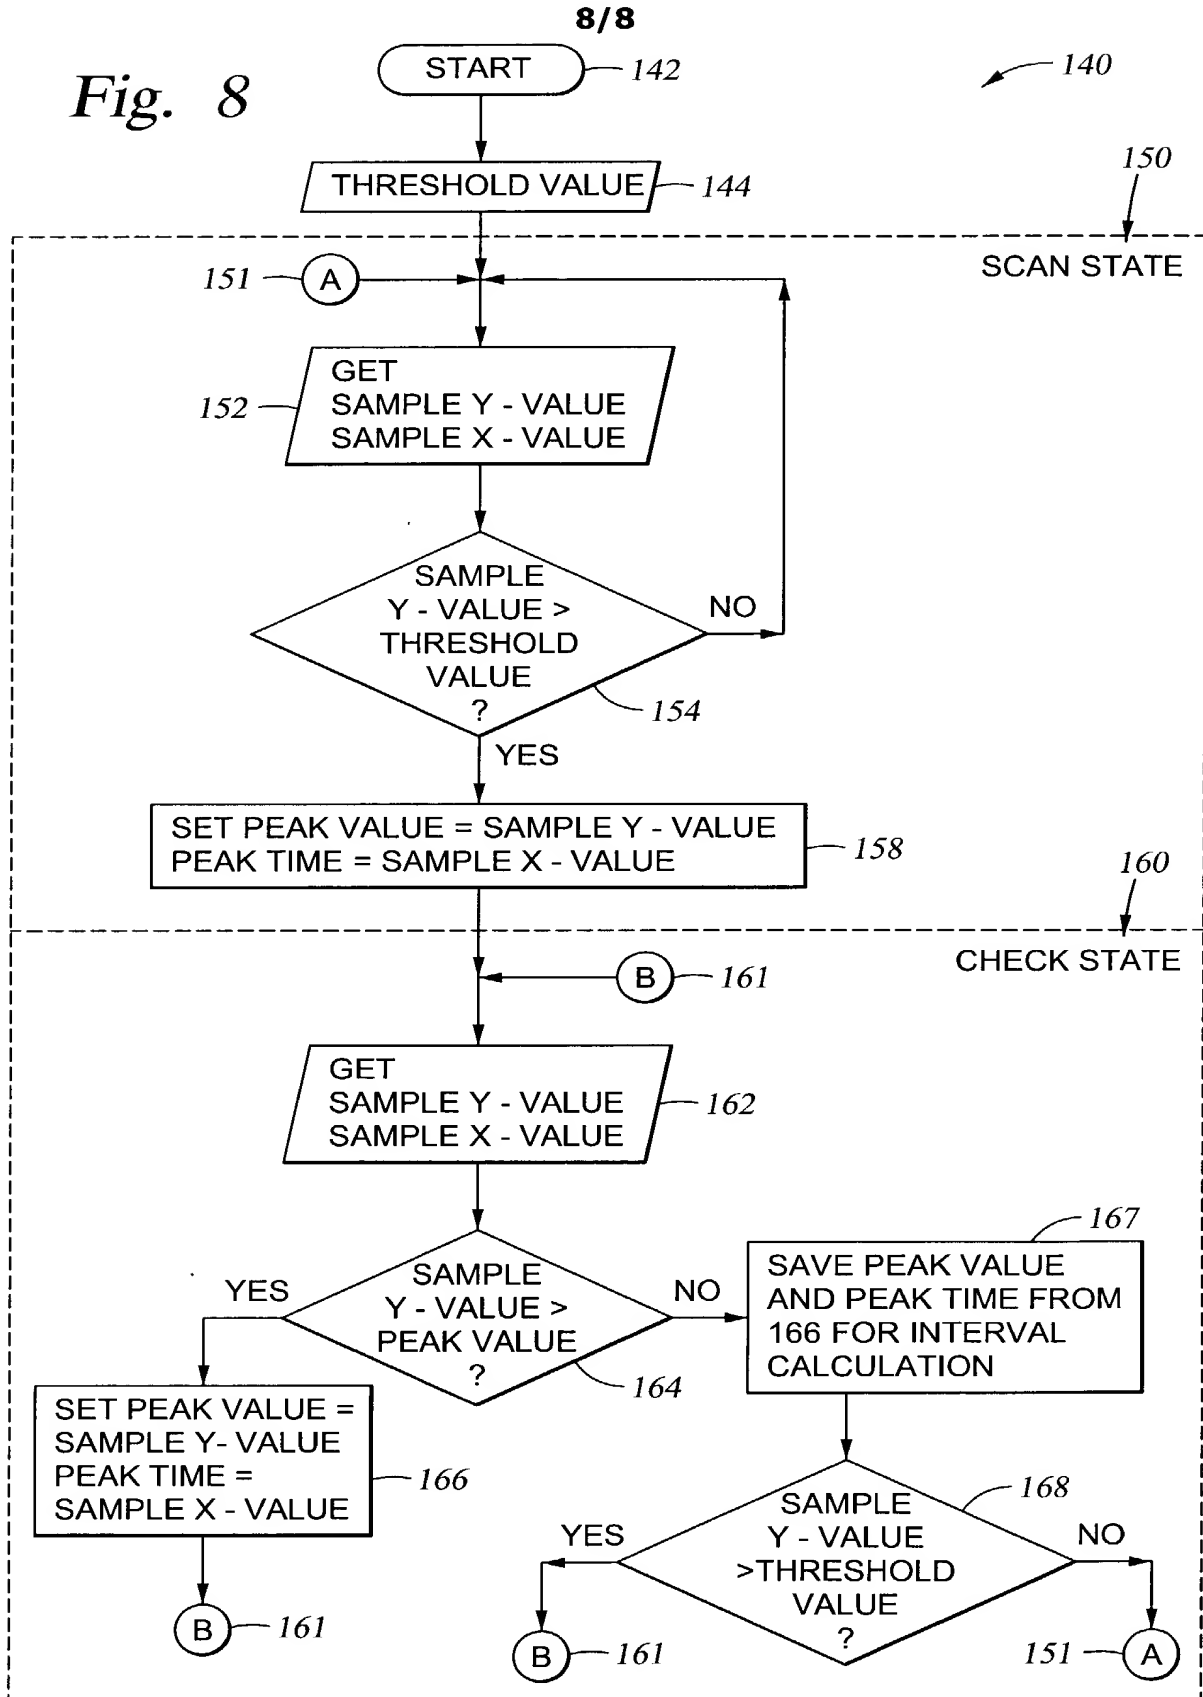 8/8
Fig. 8
START
142
140
THRESHOLD VALUE
144
150
SCAN STATE
151
A
GET
SAMPLE Y - VALUE
SAMPLE X - VALUE
152
SAMPLE
Y - VALUE >
THRESHOLD
VALUE
?
NO
154
YES
SET PEAK VALUE = SAMPLE Y - VALUE
PEAK TIME = SAMPLE X - VALUE
158
160
CHECK STATE
B
161
GET
SAMPLE Y - VALUE
SAMPLE X - VALUE
162
SAMPLE
Y - VALUE >
PEAK VALUE
?
YES
NO
164
167
SAVE PEAK VALUE
AND PEAK TIME FROM
166 FOR INTERVAL
CALCULATION
SET PEAK VALUE =
SAMPLE Y- VALUE
PEAK TIME =
SAMPLE X - VALUE
166
B
161
SAMPLE
Y - VALUE
>THRESHOLD
VALUE
?
168
YES
NO
B
161
151
A